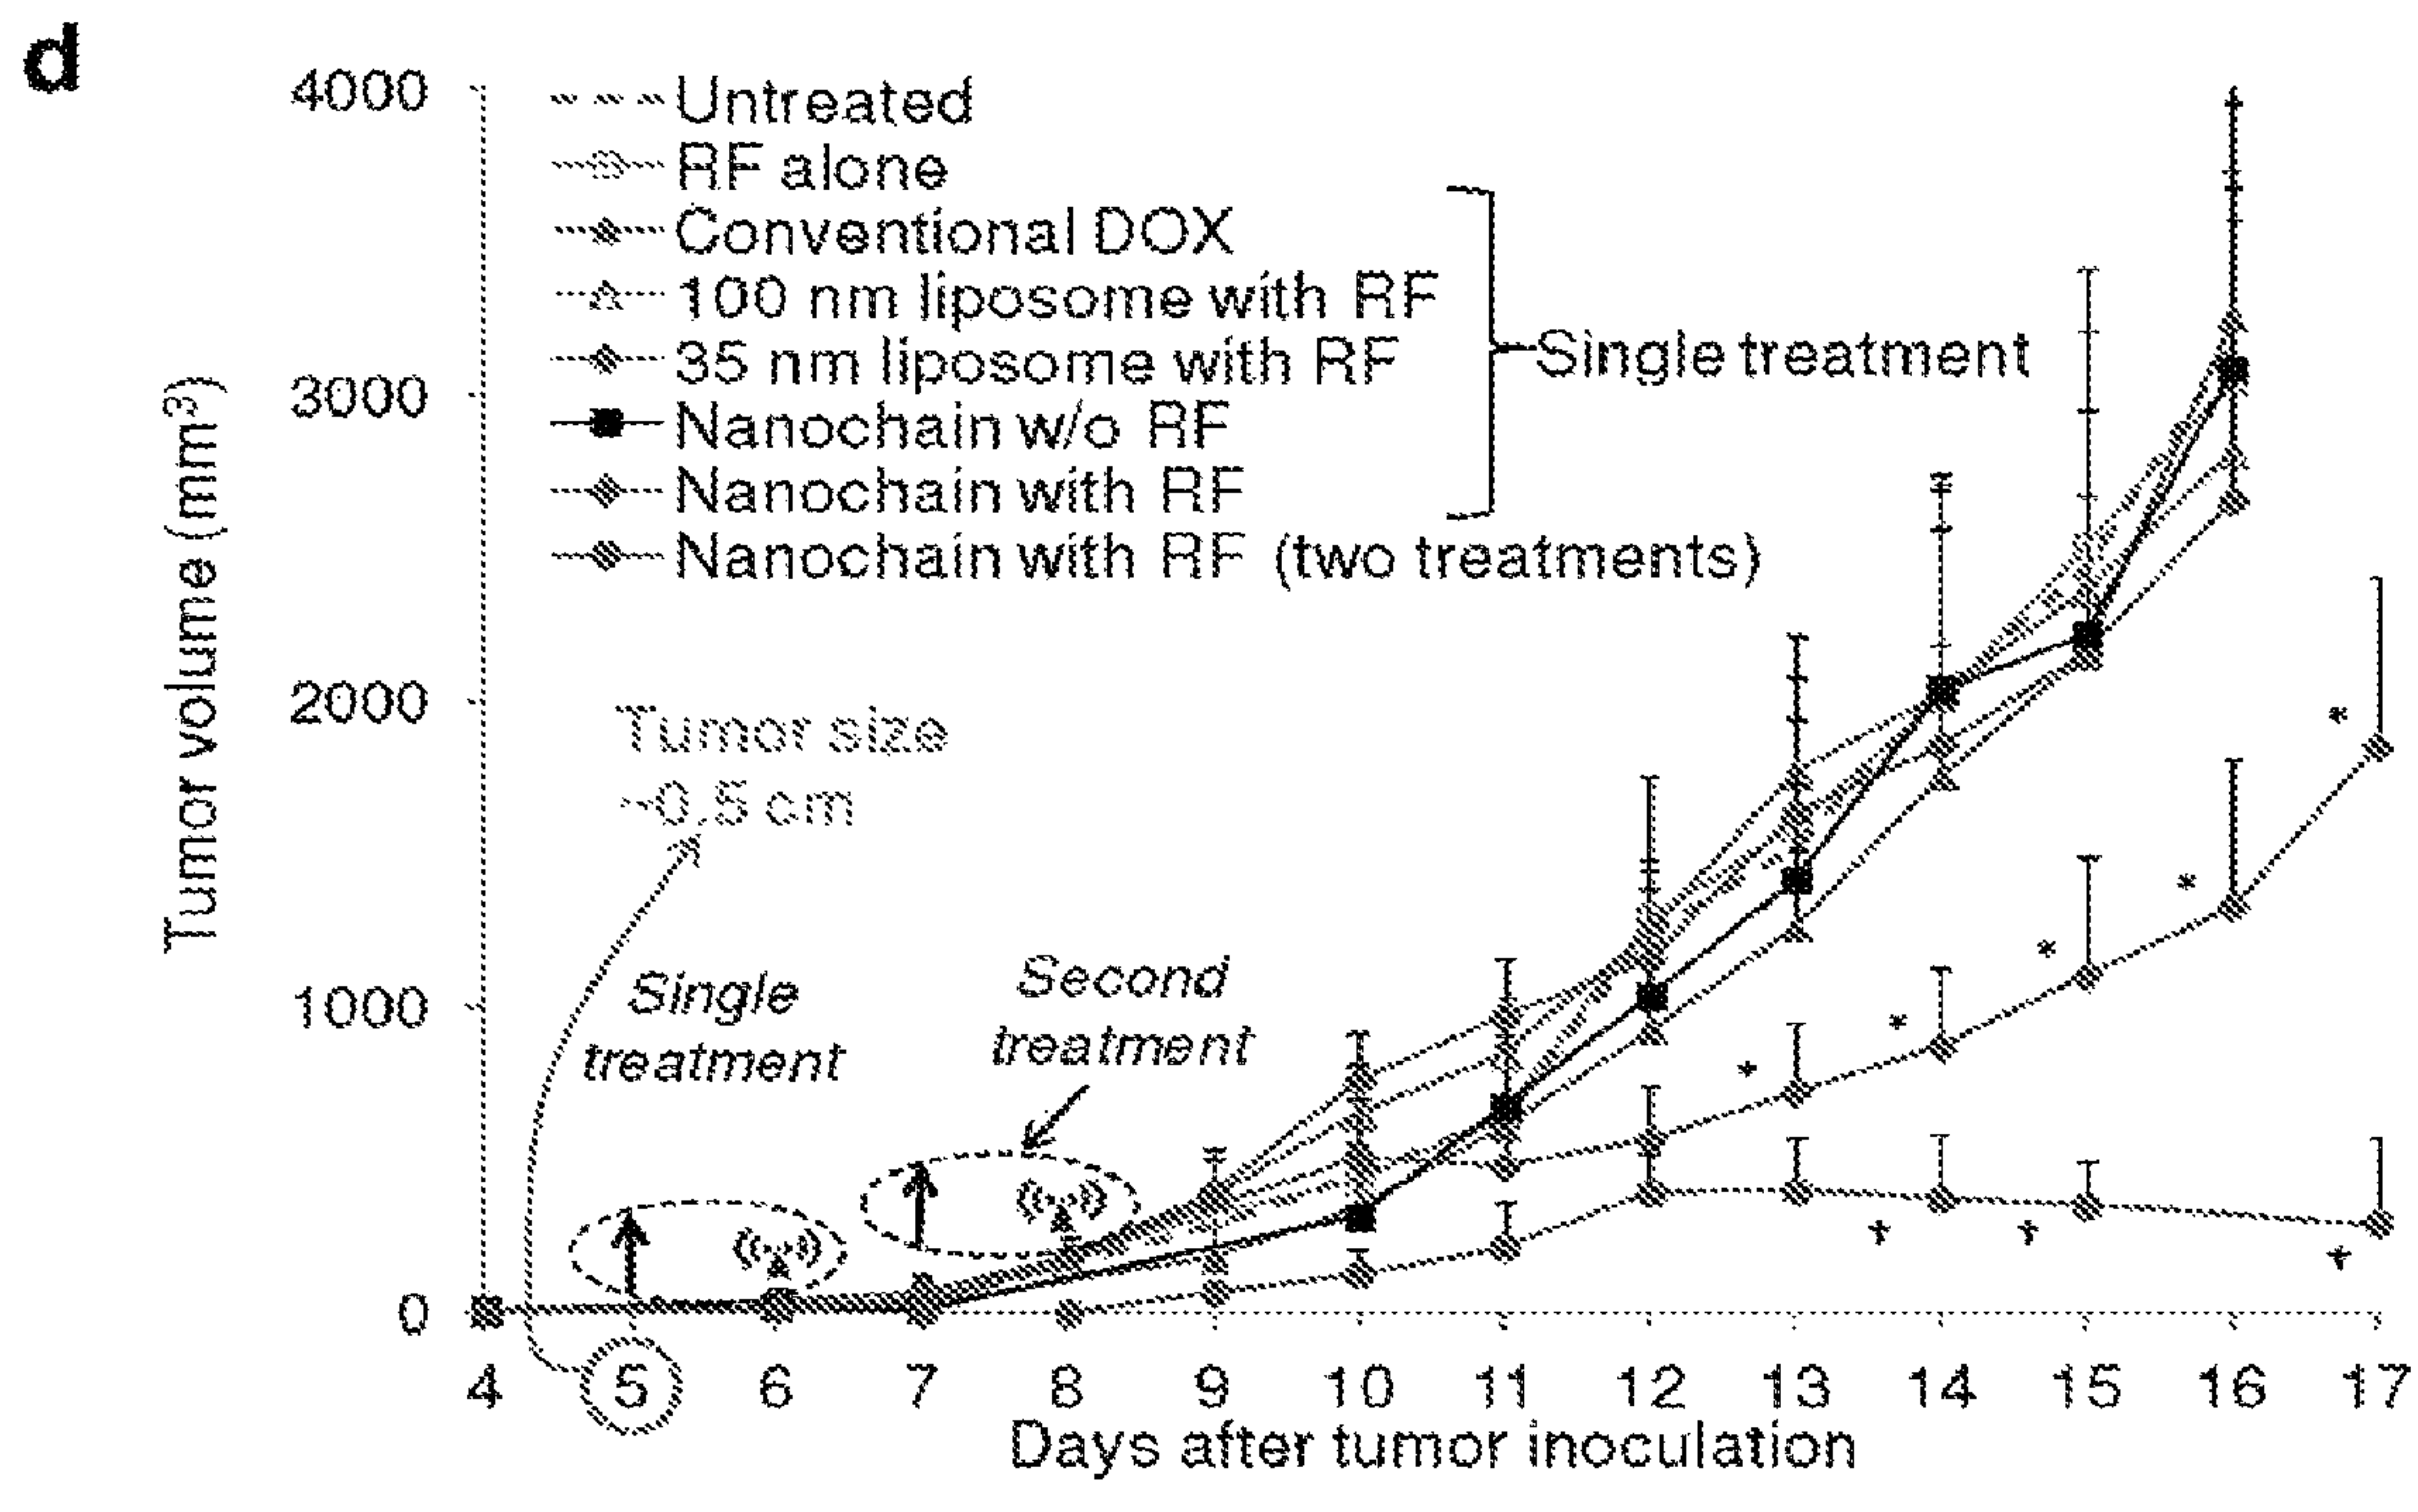 d
4000
3000
2000
1000
0
Tumor volume (mm³)
Untreated
RF alone
Conventional DOX
100 nm liposome with RF
35 nm liposome with RF
Nanochain w/o RF
Nanochain with RF
Nanochain with RF (two treatments)
Single treatment
Tumor size
~0.5 cm
Single
treatment
Second
treatment
*
*
*
*
*
†
†
†
4 5 6 7 8 9 10 11 12 13 14 15 16 17
Days after tumor inoculation